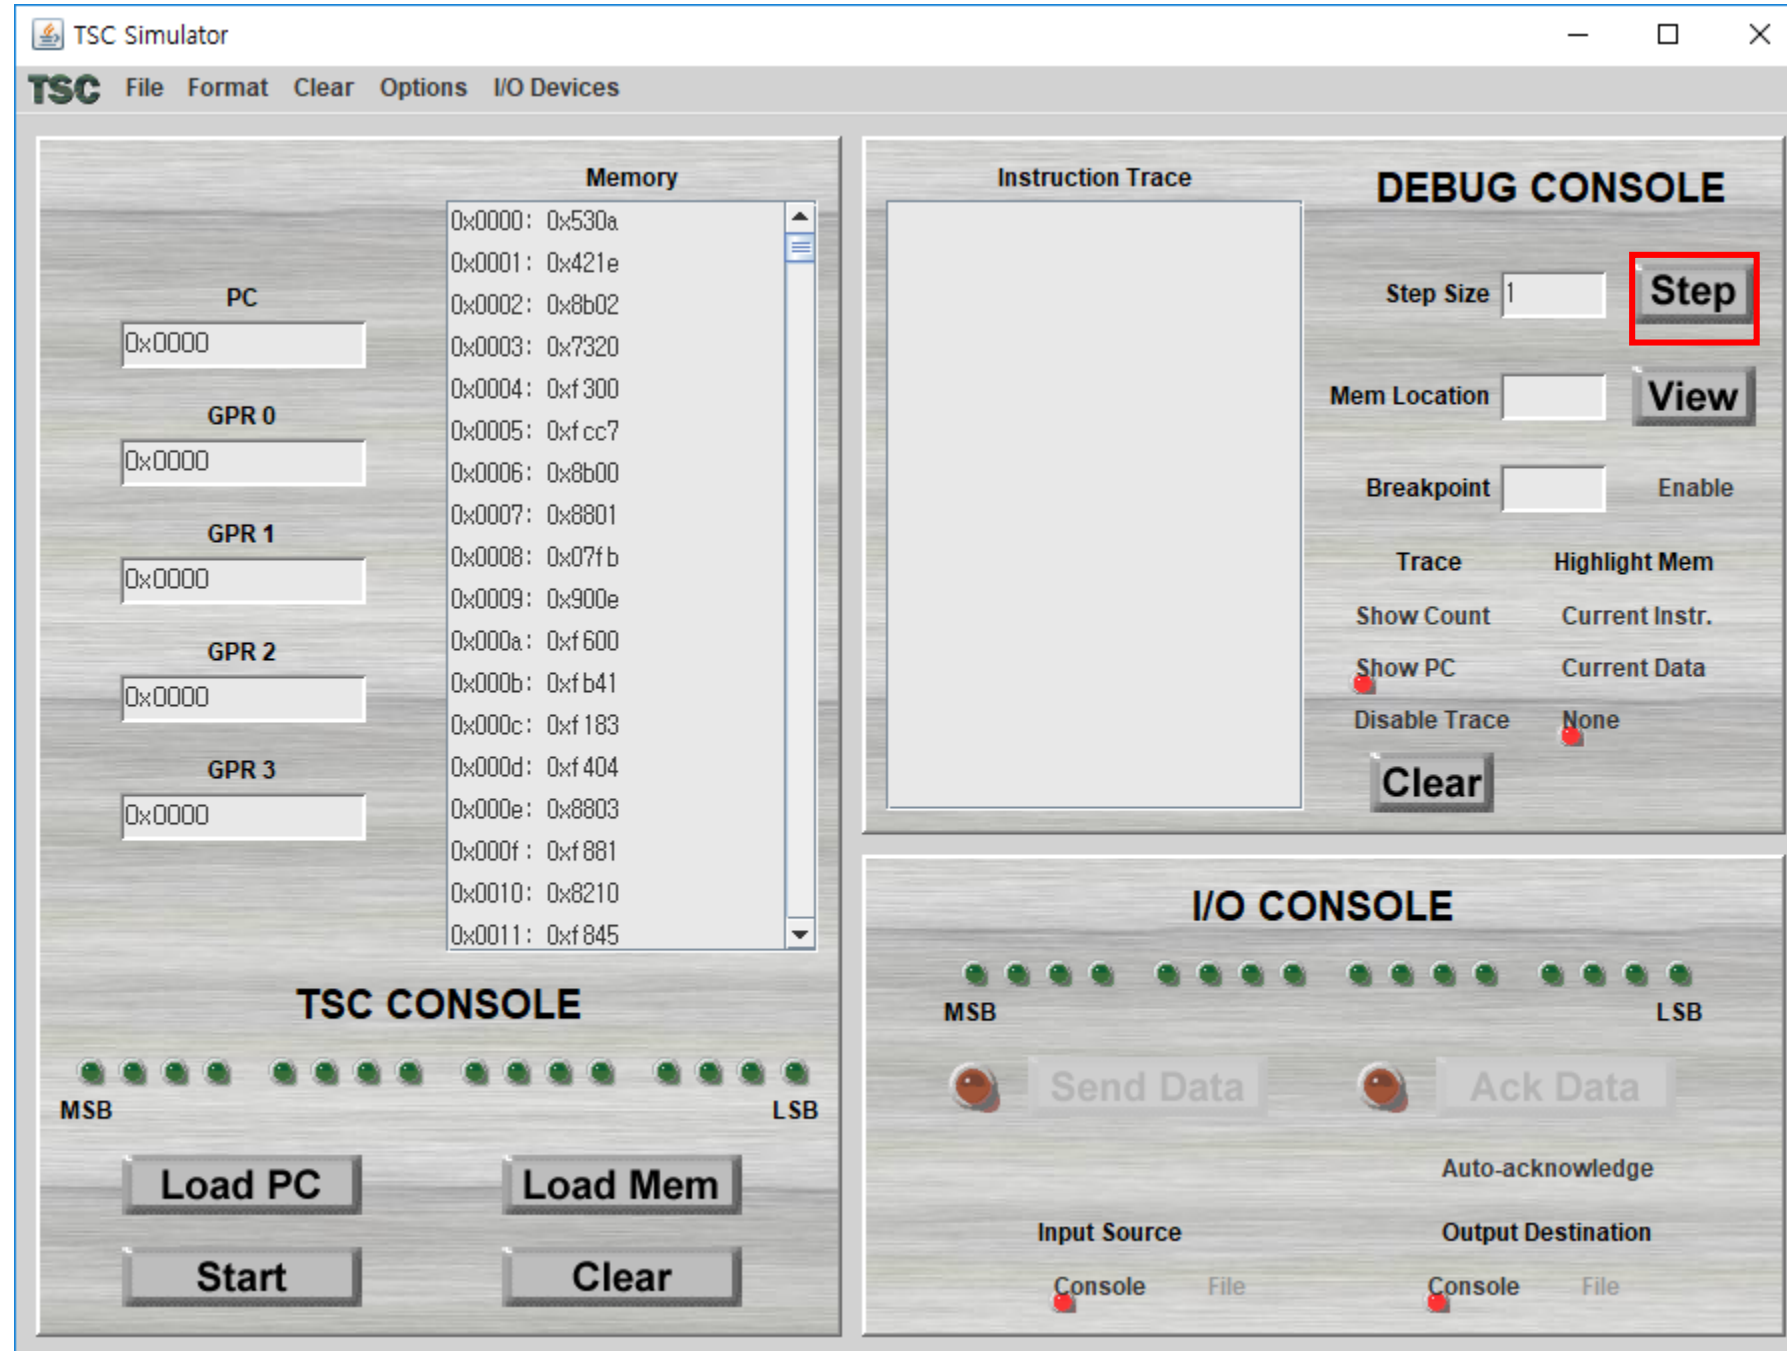 TSC Simulator
TSC File Format Clear Options I/O Devices
Memory
0x0000: 0x530a
0x0001: 0x421e
0x0002: 0x8b02
0x0003: 0x7320
0x0004: 0xf300
0x0005: 0xfcc7
0x0006: 0x8b00
0x0007: 0x8801
0x0008: 0x07fb
0x0009: 0x900e
0x000a: 0xf600
0x000b: 0xfb41
0x000c: 0xf183
0x000d: 0xf404
0x000e: 0x8803
0x000f: 0xf881
0x0010: 0x8210
0x0011: 0xf845
PC
0x0000
GPR 0
0x0000
GPR 1
0x0000
GPR 2
0x0000
GPR 3
0x0000
TSC CONSOLE
MSB LSB
Load PC Load Mem
Start Clear
Instruction Trace
DEBUG CONSOLE
Step Size 1 Step
Mem Location View
Breakpoint Enable
Trace Highlight Mem
Show Count Current Instr.
Show PC Current Data
Disable Trace None
Clear
I/O CONSOLE
MSB LSB
Send Data Ack Data
Auto-acknowledge
Input Source Output Destination
Console File Console File